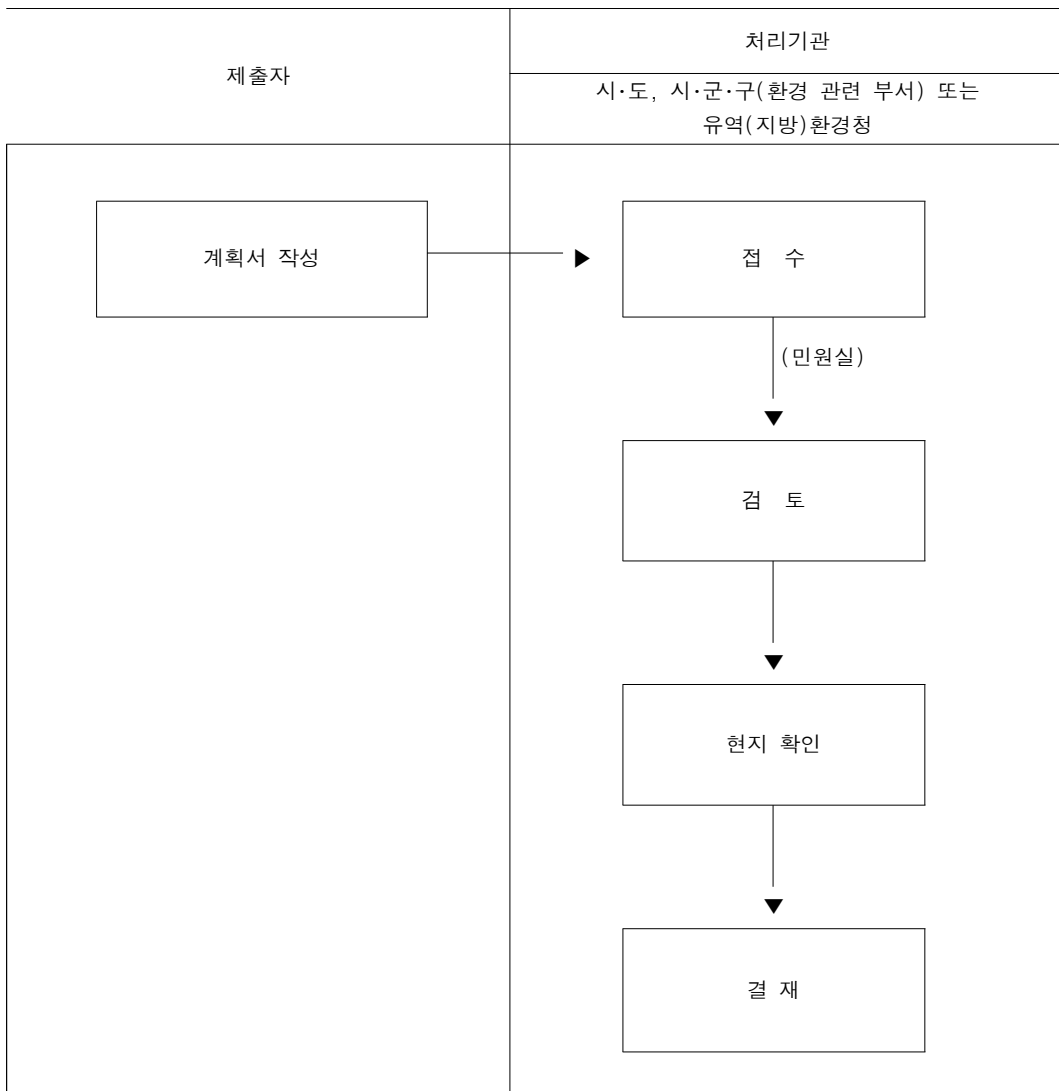 제출자
처리기관
시·도, 시·군·구(환경 관련 부서) 또는
유역(지방)환경청
계획서 작성
접 수
(민원실)
검 토
현지 확인
결 재